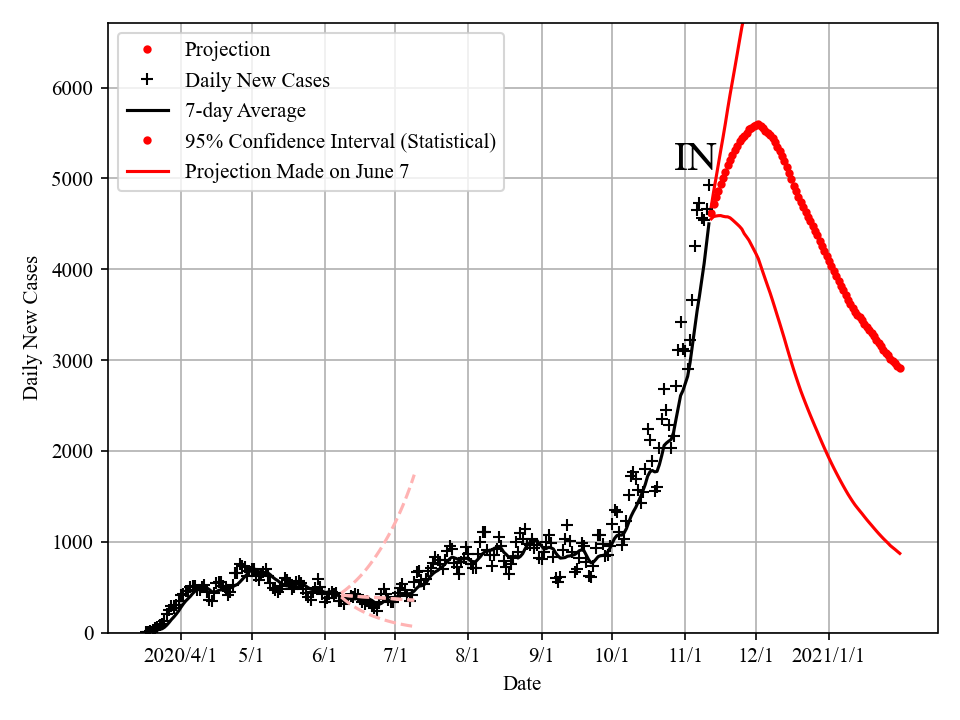 Projection
Daily New Cases
7-day Average
95% Confidence Interval (Statistical)
Projection Made on June 7
IN
6000
5000
4000
3000
2000
1000
0
Daily New Cases
2020/4/1 5/1 6/1 7/1 8/1 9/1 10/1 11/1 12/1 2021/1/1
Date